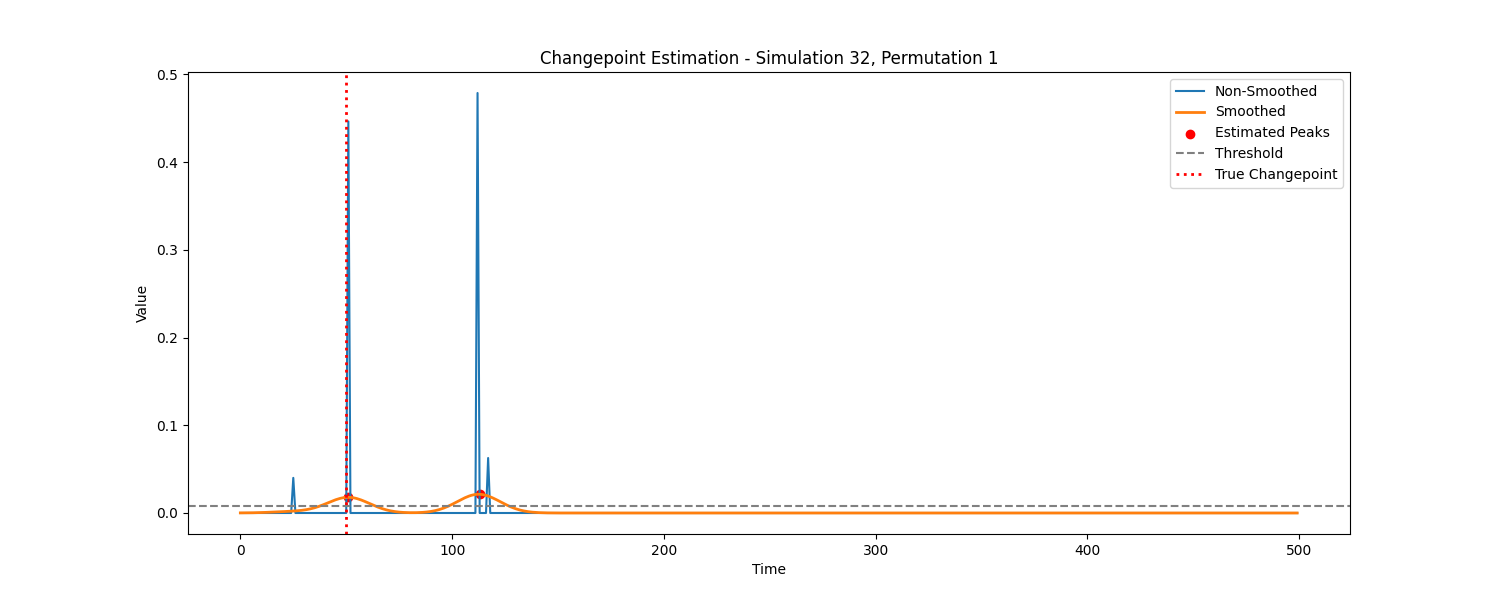 Changepoint Estimation - Simulation 32, Permutation 1
Non-Smoothed
Smoothed
Estimated Peaks
Threshold
True Changepoint
Value
0.5
0.4
0.3
0.2
0.1
0.0
0 100 200 300 400 500
Time